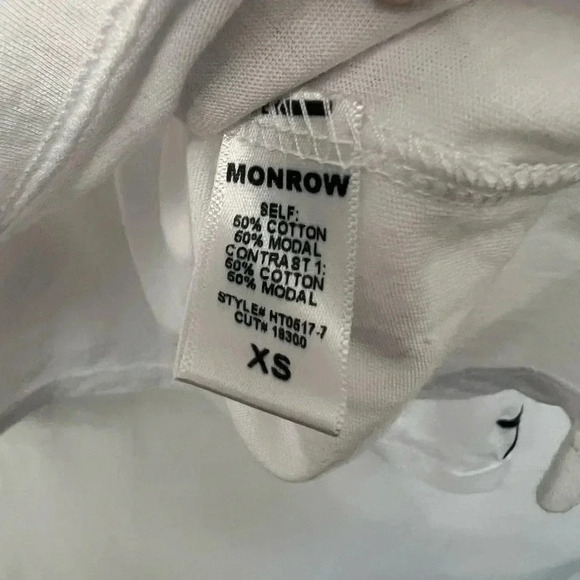 MONROW
SELF:
50% COTTON
50% MODAL
CONTRAST 1:
50% COTTON
50% MODAL
STYLE# HT0517-7
CUT# 18300
XS